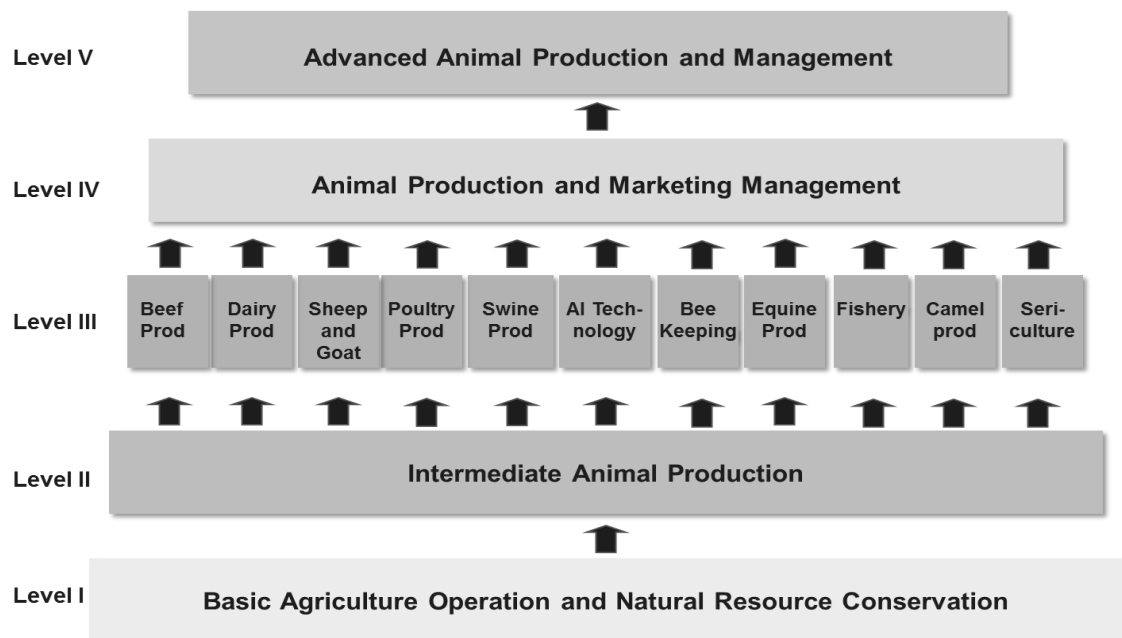 Level V
Advanced Animal Production and Management
Level IV
Animal Production and Marketing Management
Level III
Beef
Prod
Dairy
Prod
Sheep
and
Goat
Poultry
Prod
Swine
Prod
AI Tech-
nology
Bee
Keeping
Equine
Prod
Fishery
Camel
prod
Seri-
culture
Level II
Intermediate Animal Production
Level I
Basic Agriculture Operation and Natural Resource Conservation